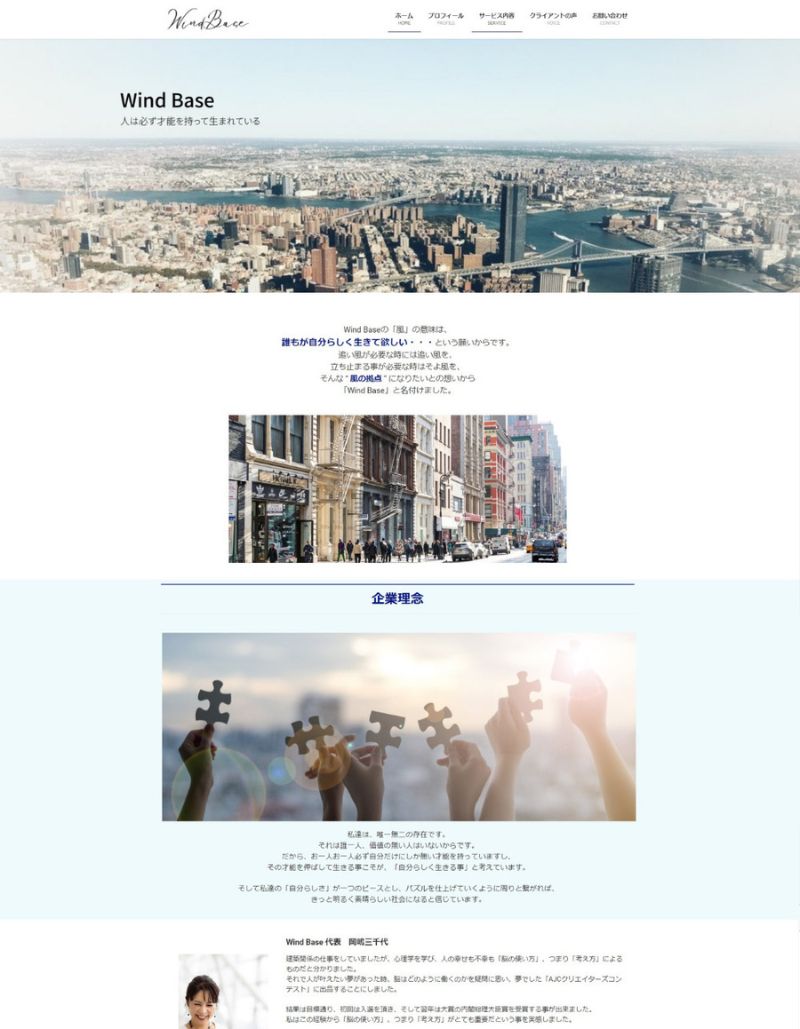 WindBase
ホーム プロフィール サービス内容 クライアントの声 お問い合わせ
HOME PROFILE SERVICE VOICE CONTACT
Wind Base
人は必ず才能を持って生まれている
Wind Baseの「風」の意味は、
誰もが自分らしく生きて欲しい・・・という願いからです。
追い風が必要な時には追い風を、
立ち止まる事が必要な時はそよ風を、
そんな “ 風の拠点 ” になりたいとの想いから
「Wind Base」と名付けました。
企業理念
私達は、唯一無二の存在です。
それは誰一人、価値の無い人はいないからです。
だから、お一人お一人必ず自分だけにしか無い才能を持っていますし、
その才能を伸ばして生きる事こそが、「自分らしく生きる事」と考えています。
そして私達の「自分らしさ」が一つのピースとし、パズルを仕上げていくように周りと繋がれば、
きっと明るく素晴らしい社会になると信じています。
Wind Base 代表　岡嶋三千代
建築関係の仕事をしていましたが、心理学を学び、人の幸せも不幸も「脳の使い方」、つまり「考え方」による
ものだと分かりました。
それで人が叶えたい夢があった時、脳はどのように働くのかを疑問に思い、夢でした「AJCクリエイターズコン
テスト」に出品することにしました。
結果は目標通り、初回は入選を頂き、そして翌年は大賞の内閣総理大臣賞を受賞する事が出来ました。
私はこの経験から「脳の使い方」、つまり「考え方」がとても重要だという事を実感しました。